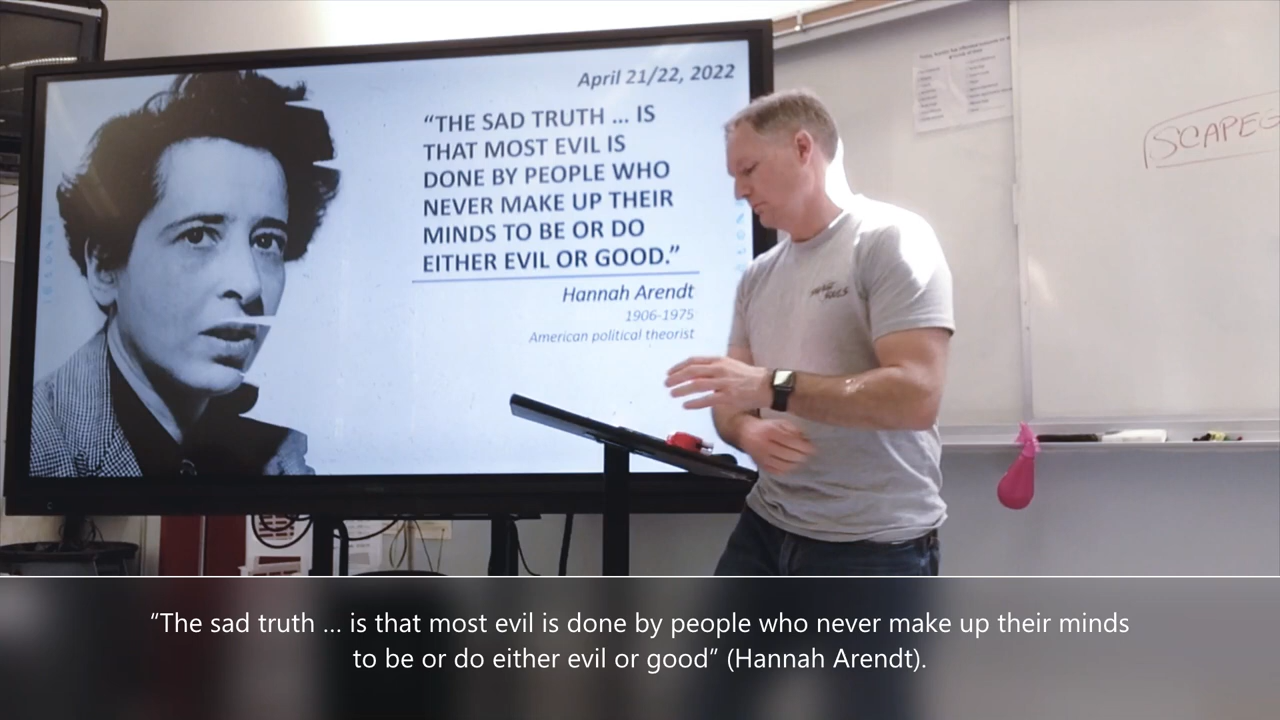 April 21/22, 2022
“THE SAD TRUTH ... IS
THAT MOST EVIL IS
DONE BY PEOPLE WHO
NEVER MAKE UP THEIR
MINDS TO BE OR DO
EITHER EVIL OR GOOD.”
Hannah Arendt
1906-1975
American political theorist
SCAPEG
“The sad truth ... is that most evil is done by people who never make up their minds
to be or do either evil or good” (Hannah Arendt).